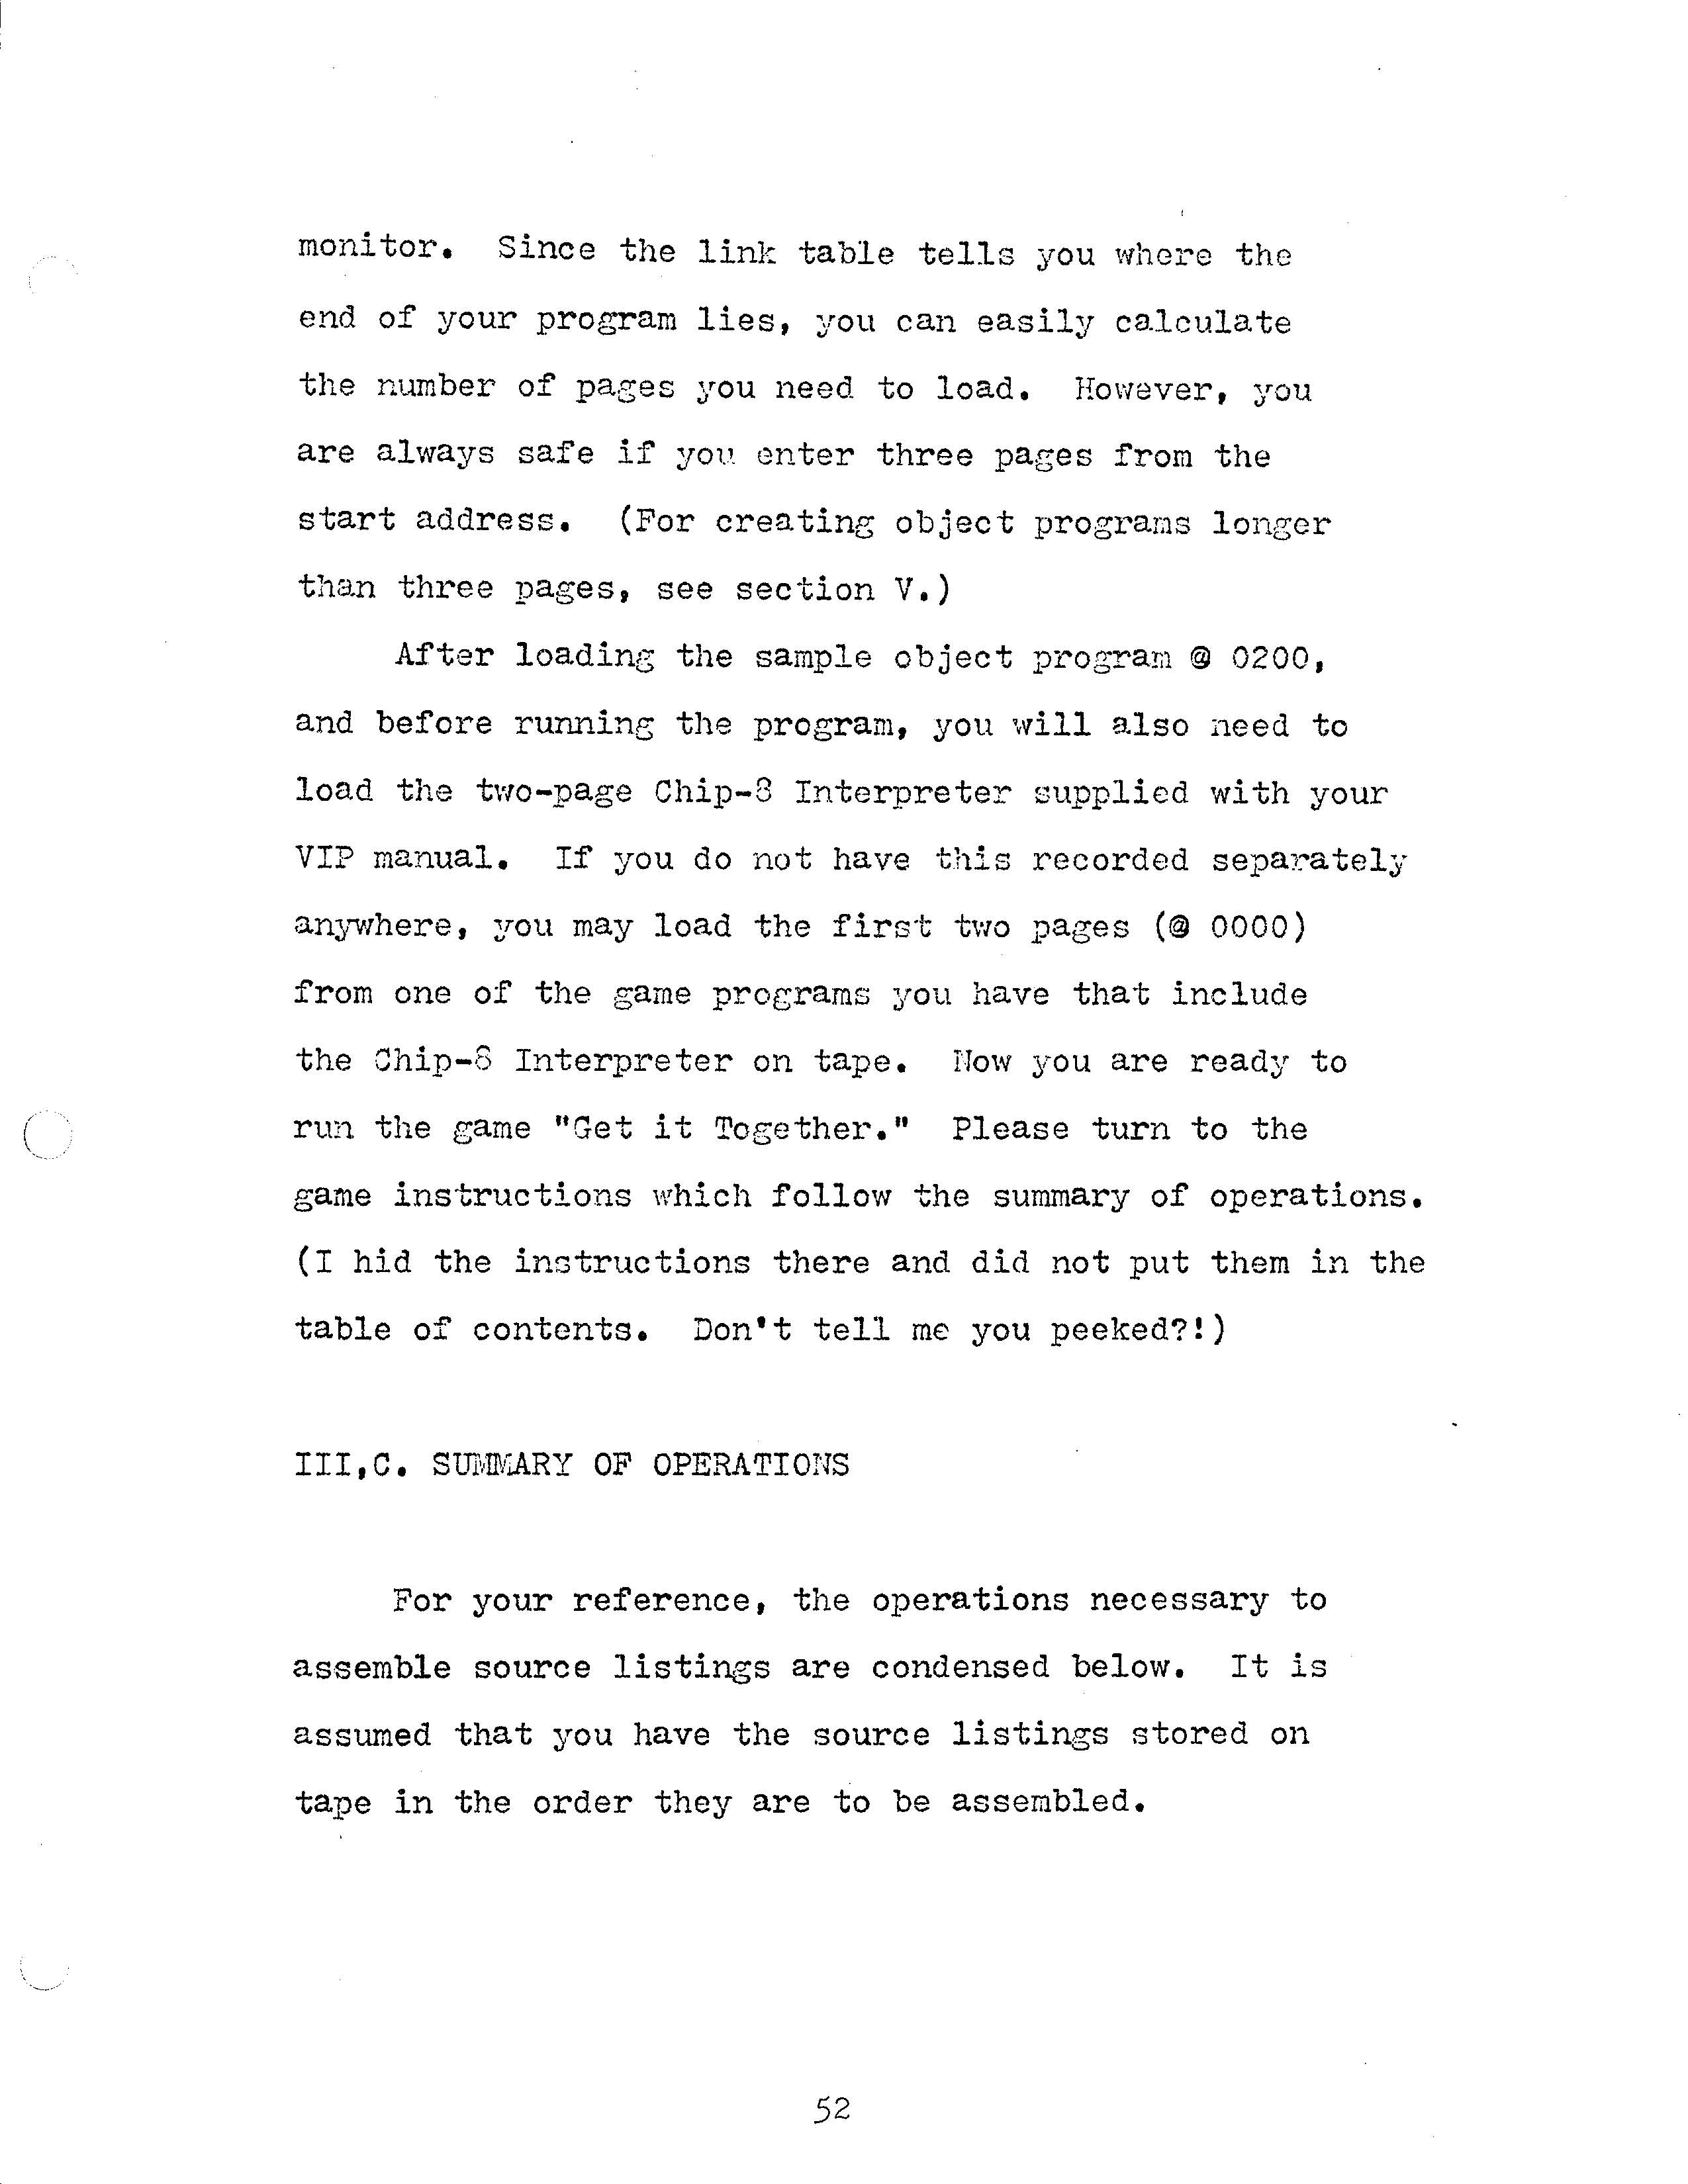 monitor.  Since the link table tells you where the
end of your program lies, you can easily calculate
the number of pages you need to load.  However, you
are always safe if you enter three pages from the
start address.  (For creating object programs longer
than three pages, see section V.)
After loading the sample object program @ 0200,
and before running the program, you will also need to
load the two-page Chip-8 Interpreter supplied with your
VIP manual.  If you do not have this recorded separately
anywhere, you may load the first two pages (@ 0000)
from one of the game programs you have that include
the Chip-8 Interpreter on tape.  Now you are ready to
run the game "Get it Together."  Please turn to the
game instructions which follow the summary of operations.
(I hid the instructions there and did not put them in the
table of contents.  Don't tell me you peeked?!)
III,C. SUMMARY OF OPERATIONS
For your reference, the operations necessary to
assemble source listings are condensed below.  It is
assumed that you have the source listings stored on
tape in the order they are to be assembled.
52